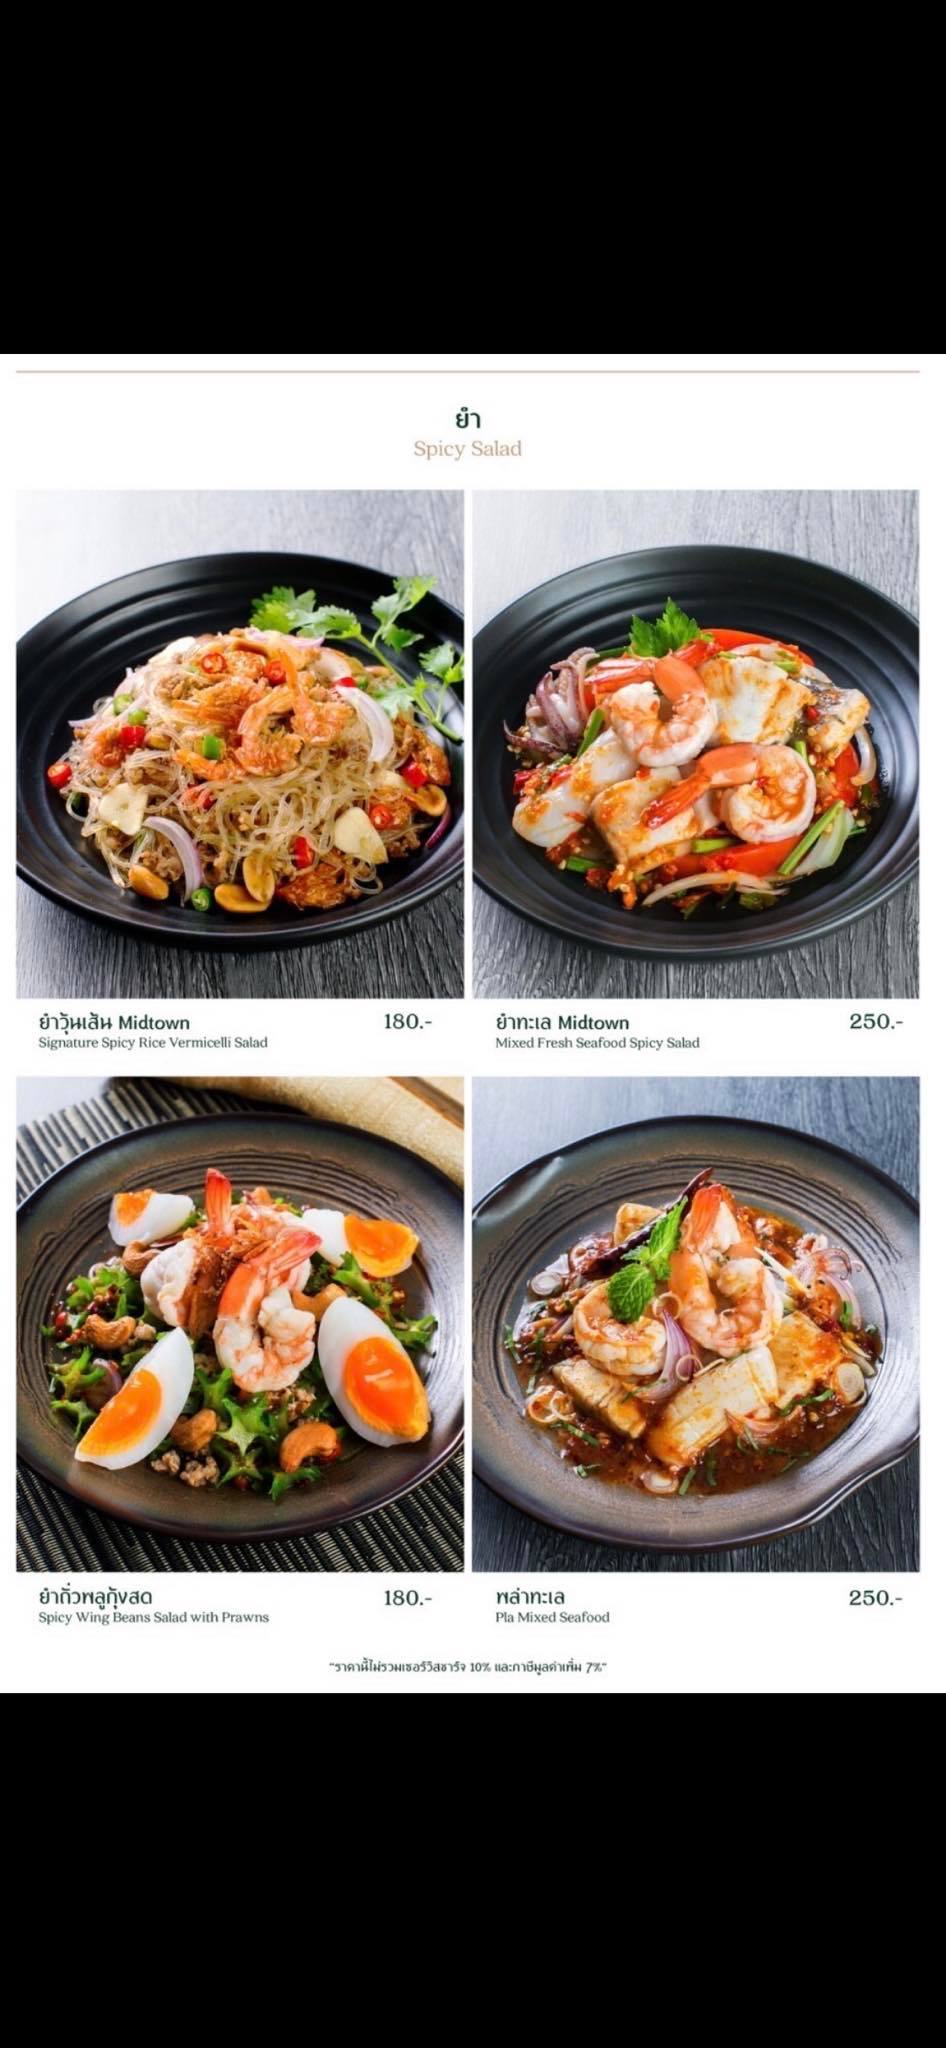 ยำ
Spicy Salad
ยำวุ้นเส้น Midtown 180.-
Signature Spicy Rice Vermicelli Salad
ยำทะเล Midtown 250.-
Mixed Fresh Seafood Spicy Salad
ยำถั่วพลูกุ้งสด 180.-
Spicy Wing Beans Salad with Prawns
พล่าทะเล 250.-
Pla Mixed Seafood
"ราคานี้ไม่รวมเซอร์วิสชาร์จ 10% และภาษีมูลค่าเพิ่ม 7%"